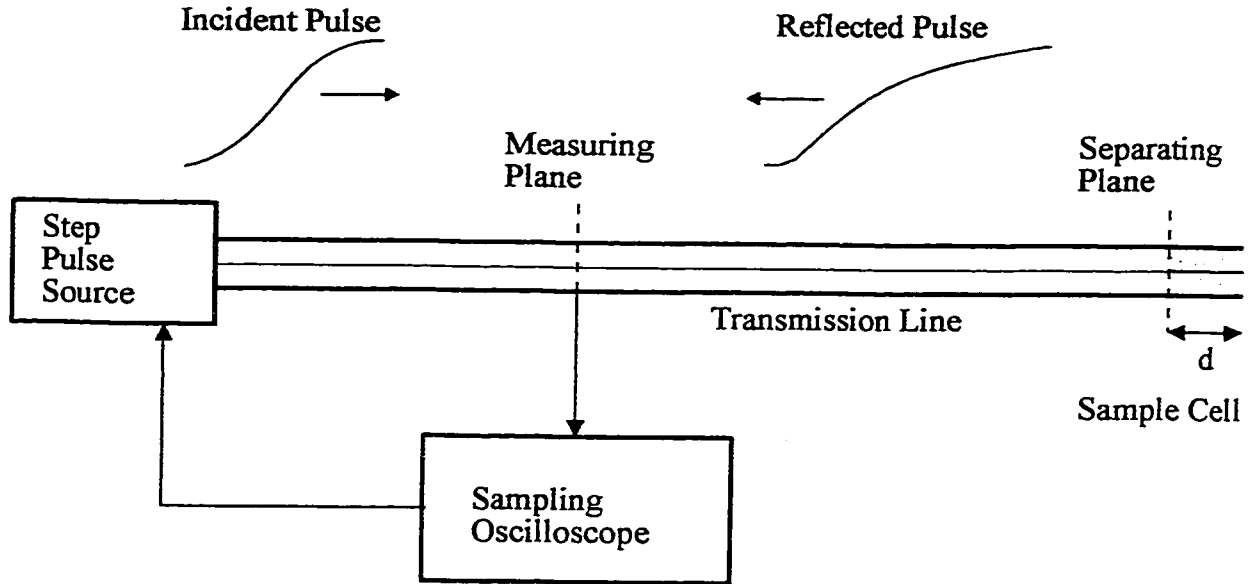 Incident Pulse
Reflected Pulse
Measuring
Plane
Separating
Plane
Step
Pulse
Source
Transmission Line
d
Sample Cell
Sampling
Oscilloscope